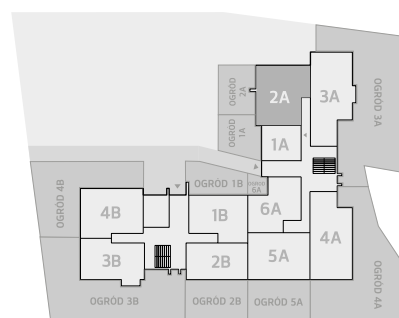 OGRÓD
2A
2A
3A
OGRÓD 3A
OGRÓD
1A
1A
OGRÓD 4B
OGRÓD 1B
OGRÓD
6A
4B
1B
6A
4A
3B
2B
5A
OGRÓD 3B
OGRÓD 2B
OGRÓD 5A
OGRÓD 4A